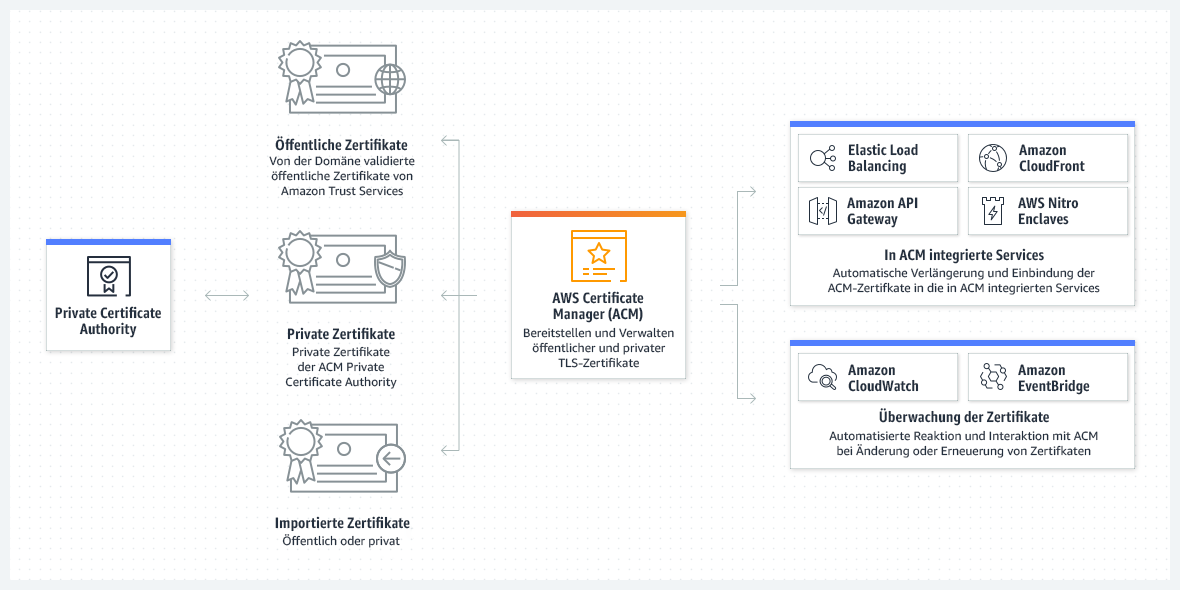 Private Certificate
Authority
Öffentliche Zertifikate
Von der Domäne validierte
öffentliche Zertifikate von
Amazon Trust Services
Private Zertifikate
Private Zertifikate
der ACM Private
Certificate Authority
Importierte Zertifikate
Öffentlich oder privat
AWS Certificate
Manager (ACM)
Bereitstellen und Verwalten
öffentlicher und privater
TLS-Zertifikate
Elastic Load
Balancing
Amazon
CloudFront
Amazon API
Gateway
AWS Nitro
Enclaves
In ACM integrierte Services
Automatische Verlängerung und Einbindung der
ACM-Zertifkate in die in ACM integrierten Services
Amazon
CloudWatch
Amazon
EventBridge
Überwachung der Zertifikate
Automatisierte Reaktion und Interaktion mit ACM
bei Änderung oder Erneuerung von Zertifkaten